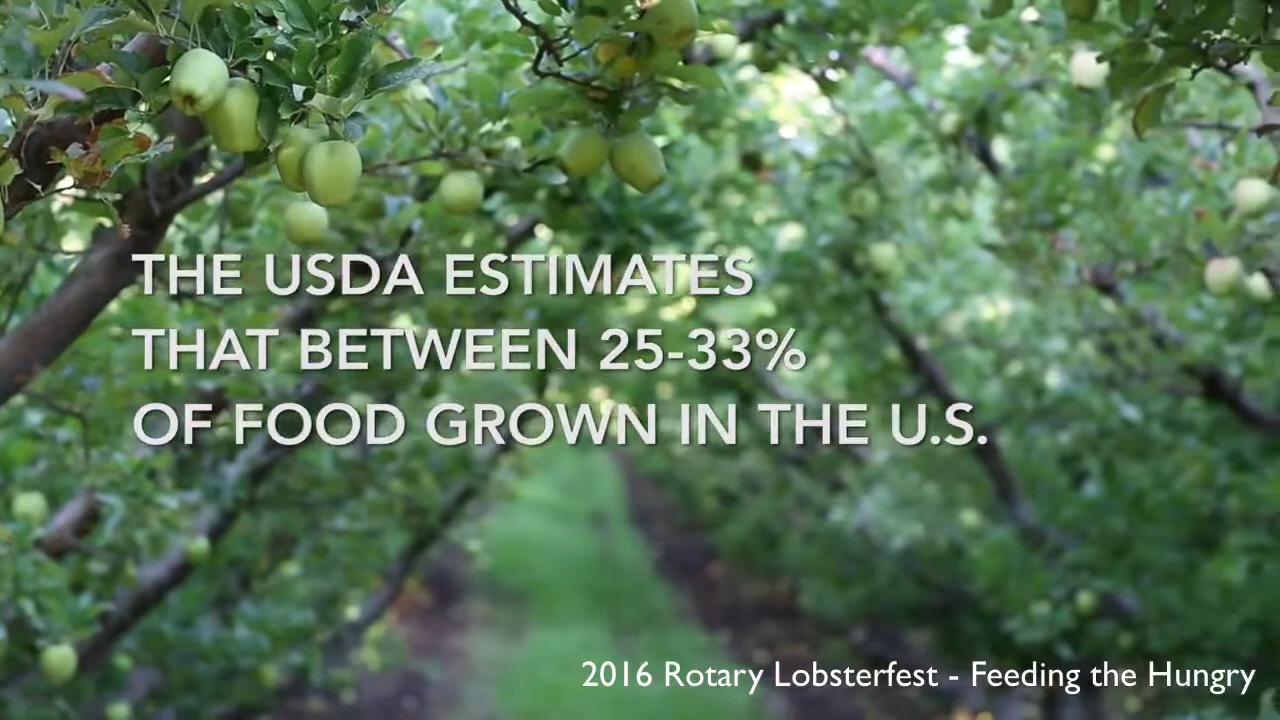 THE USDA ESTIMATES
THAT BETWEEN 25-33%
OF FOOD GROWN IN THE U.S.
2016 Rotary Lobsterfest - Feeding the Hungry